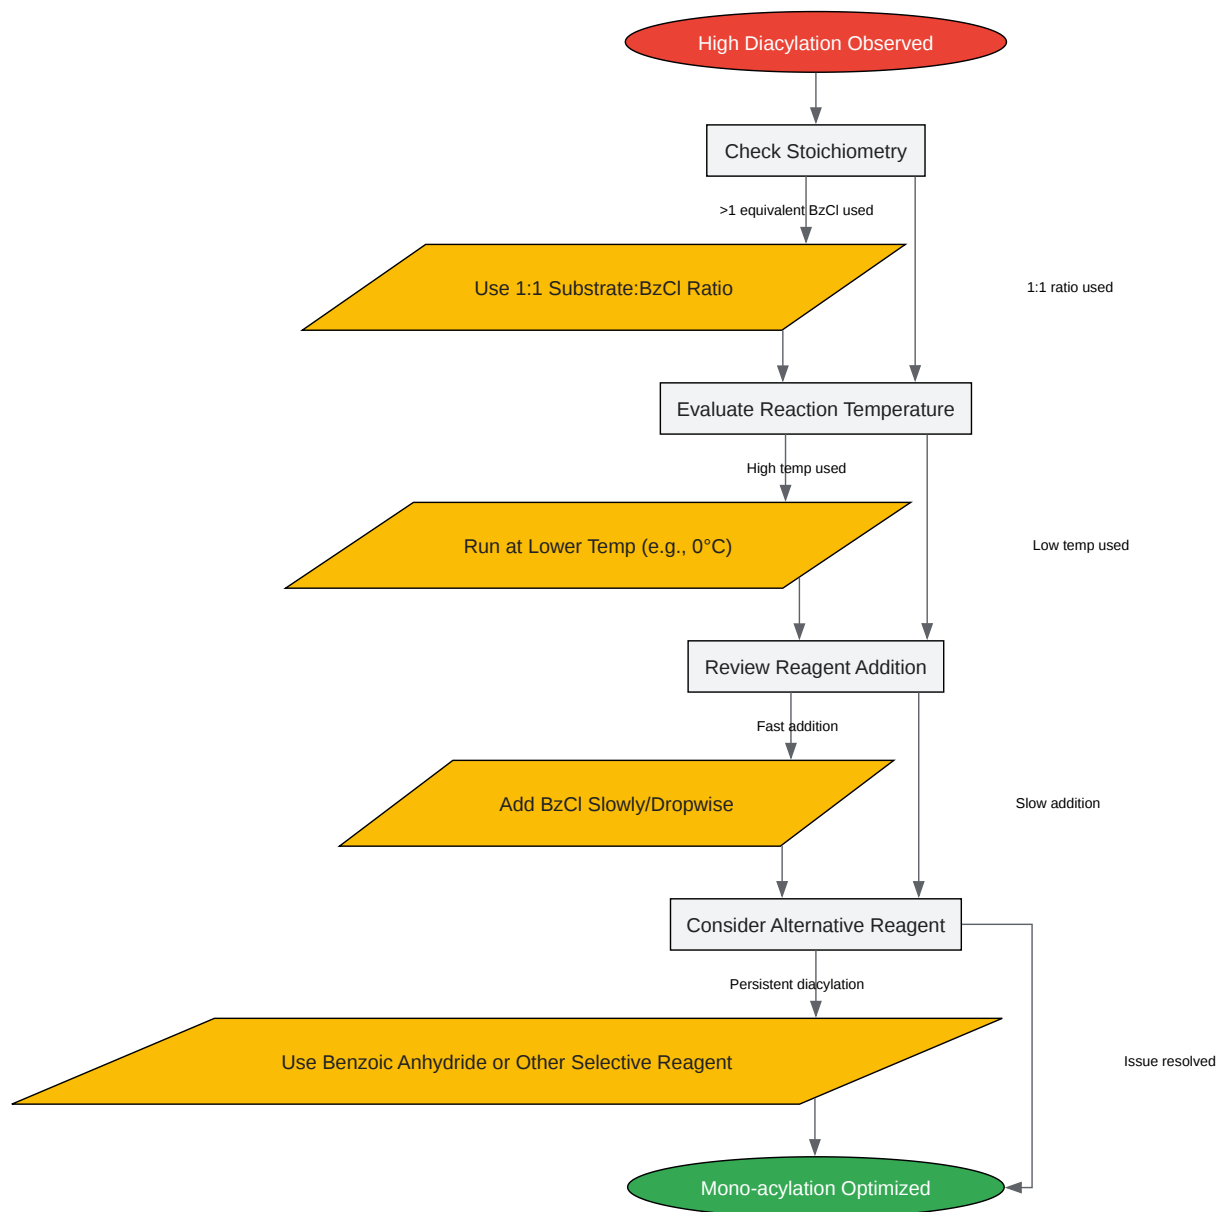 High Diacylation Observed
Check Stoichiometry
>1 equivalent BzCl used
Use 1:1 Substrate:BzCl Ratio
1:1 ratio used
Evaluate Reaction Temperature
High temp used
Run at Lower Temp (e.g., 0°C)
Low temp used
Review Reagent Addition
Fast addition
Add BzCl Slowly/Dropwise
Slow addition
Consider Alternative Reagent
Persistent diacylation
Use Benzoic Anhydride or Other Selective Reagent
Issue resolved
Mono-acylation Optimized